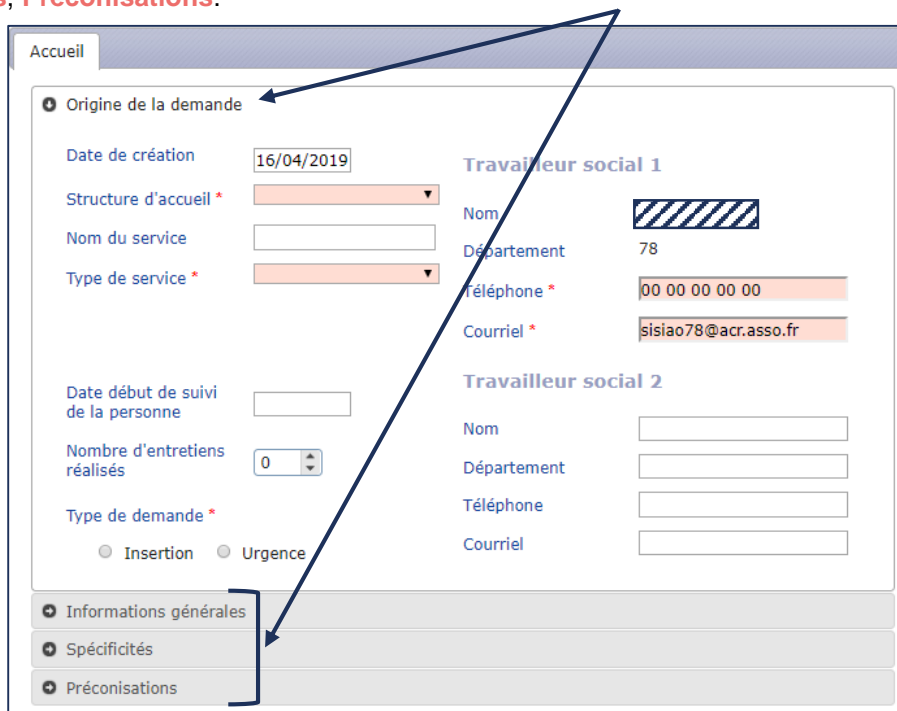 s, Préconisations.
Accueil
Origine de la demande
Date de création 16/04/2019
Structure d'accueil *
Nom du service
Type de service *
Date début de suivi
de la personne
Nombre d'entretiens
réalisés 0
Type de demande *
Insertion Urgence
Travailleur social 1
Nom
Département 78
Téléphone * 00 00 00 00 00
Courriel * sisiao78@acr.asso.fr
Travailleur social 2
Nom
Département
Téléphone
Courriel
Informations générales
Spécificités
Préconisations